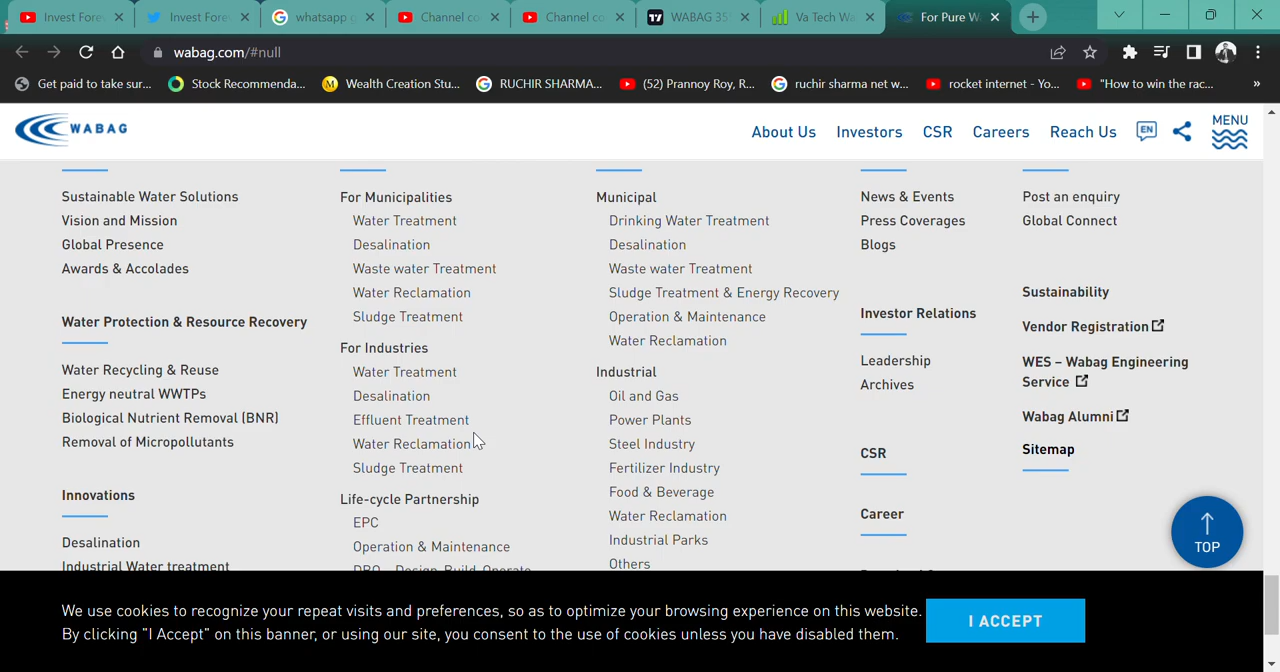 Invest Fore
Invest Fore
whatsapp g
Channel co
Channel co
WABAG 35
Va Tech Wa
For Pure W
wabag.com/#null
Get paid to take sur...
Stock Recommenda...
Wealth Creation Stu...
RUCHIR SHARMA...
(52) Prannoy Roy, R...
ruchir sharma net w...
rocket internet - Yo...
"How to win the rac...
»
WABAG
About Us
Investors
CSR
Careers
Reach Us
EN
MENU
Sustainable Water Solutions
Vision and Mission
Global Presence
Awards & Accolades
Water Protection & Resource Recovery
Water Recycling & Reuse
Energy neutral WWTPs
Biological Nutrient Removal (BNR)
Removal of Micropollutants
Innovations
Desalination
Industrial Water treatment
For Municipalities
Water Treatment
Desalination
Waste water Treatment
Water Reclamation
Sludge Treatment
For Industries
Water Treatment
Desalination
Effluent Treatment
Water Reclamation
Sludge Treatment
Life-cycle Partnership
EPC
Operation & Maintenance
DBO – Design-Build-Operate
Municipal
Drinking Water Treatment
Desalination
Waste water Treatment
Sludge Treatment & Energy Recovery
Operation & Maintenance
Water Reclamation
Industrial
Oil and Gas
Power Plants
Steel Industry
Fertilizer Industry
Food & Beverage
Water Reclamation
Industrial Parks
Others
News & Events
Press Coverages
Blogs
Investor Relations
Leadership
Archives
CSR
Career
Post an enquiry
Global Connect
Sustainability
Vendor Registration
WES – Wabag Engineering
Service
Wabag Alumni
Sitemap
TOP
We use cookies to recognize your repeat visits and preferences, so as to optimize your browsing experience on this website.
By clicking "I Accept" on this banner, or using our site, you consent to the use of cookies unless you have disabled them.
I ACCEPT